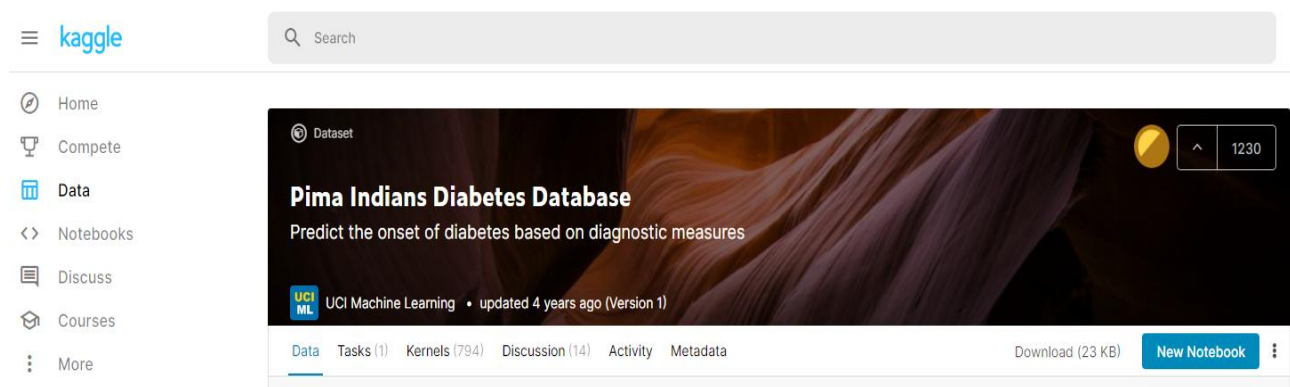 kaggle
Search
Home
Compete
Data
Notebooks
Discuss
Courses
More
Dataset
1230
Pima Indians Diabetes Database
Predict the onset of diabetes based on diagnostic measures
UCI ML UCI Machine Learning • updated 4 years ago (Version 1)
Data Tasks (1) Kernels (794) Discussion (14) Activity Metadata Download (23 KB) New Notebook